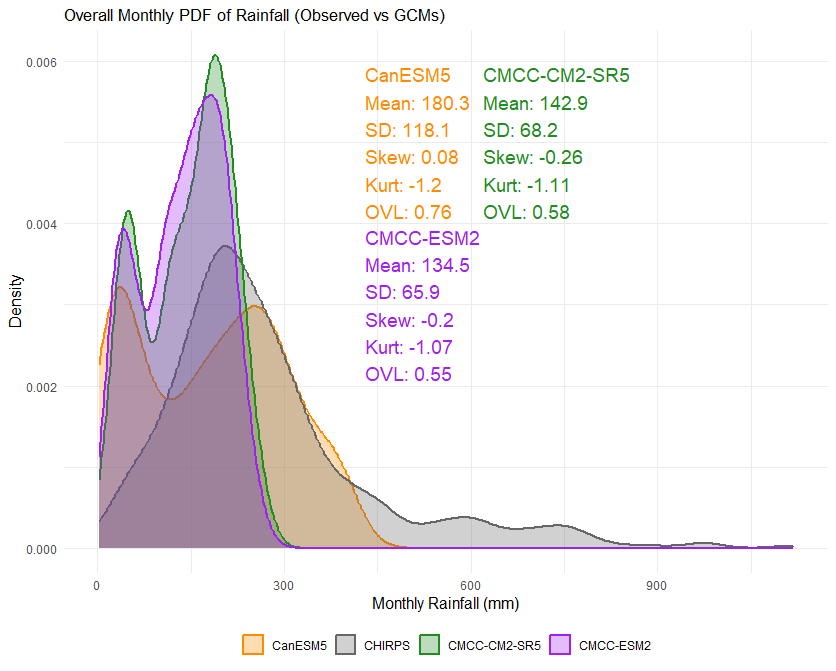 Overall Monthly PDF of Rainfall (Observed vs GCMs)
0.006
0.004
0.002
0.000
Density
CanESM5
Mean: 180.3
SD: 118.1
Skew: 0.08
Kurt: -1.2
OVL: 0.76
CMCC-CM2-SR5
Mean: 142.9
SD: 68.2
Skew: -0.26
Kurt: -1.11
OVL: 0.58
CMCC-ESM2
Mean: 134.5
SD: 65.9
Skew: -0.2
Kurt: -1.07
OVL: 0.55
0 300 600 900
Monthly Rainfall (mm)
CanESM5 CHIRPS CMCC-CM2-SR5 CMCC-ESM2